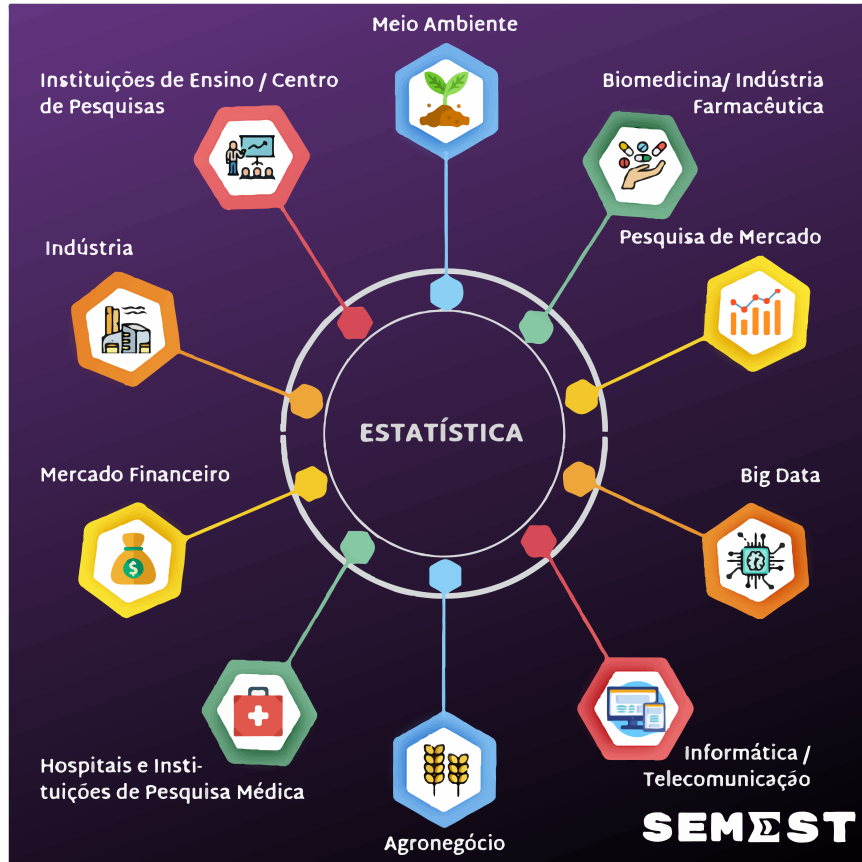 Meio Ambiente
Instituições de Ensino / Centro
de Pesquisas
Biomedicina/ Indústria
Farmacêutica
Indústria
Pesquisa de Mercado
ESTATÍSTICA
Mercado Financeiro
Big Data
Hospitais e Insti-
tuições de Pesquisa Médica
Informática /
Telecomunicação
Agronegócio
SEMΣST